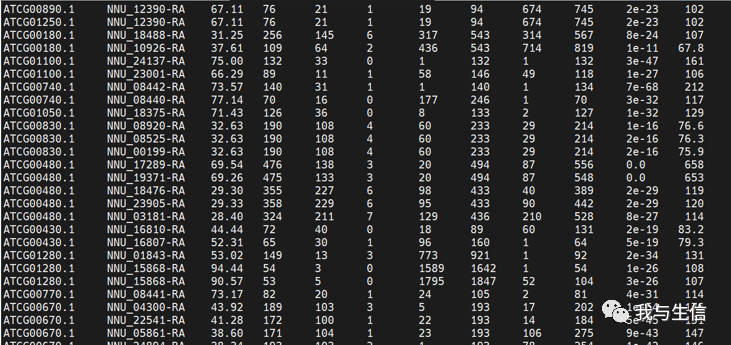 ATCG00890.1 NNU_12390-RA 67.11 76 21 1 19 94 674 745 2e-23 102
ATCG01250.1 NNU_12390-RA 67.11 76 21 1 19 94 674 745 2e-23 102
ATCG00180.1 NNU_18488-RA 31.25 256 145 6 317 543 314 567 8e-24 107
ATCG00180.1 NNU_10926-RA 37.61 109 64 2 436 543 714 819 1e-11 67.8
ATCG01100.1 NNU_24137-RA 75.00 132 33 0 1 132 1 132 3e-47 161
ATCG01100.1 NNU_23001-RA 66.29 89 11 1 58 146 49 118 1e-27 106
ATCG00740.1 NNU_08442-RA 73.57 140 31 1 1 140 1 134 7e-68 212
ATCG00740.1 NNU_08440-RA 77.14 70 16 0 177 246 1 70 3e-32 117
ATCG01050.1 NNU_18375-RA 71.43 126 36 0 8 133 2 127 1e-32 129
ATCG00830.1 NNU_08920-RA 32.63 190 108 4 60 233 29 214 1e-16 76.6
ATCG00830.1 NNU_08525-RA 32.63 190 108 4 60 233 29 214 2e-16 76.3
ATCG00830.1 NNU_00199-RA 32.63 190 108 4 60 233 29 214 2e-16 75.9
ATCG00480.1 NNU_17289-RA 69.54 476 138 3 20 494 87 556 0.0 658
ATCG00480.1 NNU_19371-RA 69.26 475 133 3 20 494 87 548 0.0 653
ATCG00480.1 NNU_18476-RA 29.30 355 227 6 98 433 40 389 2e-29 119
ATCG00480.1 NNU_23905-RA 29.33 358 229 6 95 433 90 442 2e-29 120
ATCG00480.1 NNU_03181-RA 28.40 324 211 7 129 436 210 528 8e-27 114
ATCG00430.1 NNU_16810-RA 44.44 72 40 0 18 89 60 131 2e-19 83.2
ATCG00430.1 NNU_16807-RA 52.31 65 30 1 96 160 1 64 5e-19 79.3
ATCG01280.1 NNU_01843-RA 53.02 149 13 3 773 921 1 92 2e-34 131
ATCG01280.1 NNU_15868-RA 94.44 54 3 0 1589 1642 1 54 1e-26 108
ATCG01280.1 NNU_15868-RA 90.57 53 5 0 1795 1847 52 104 3e-26 107
ATCG00770.1 NNU_08441-RA 73.17 82 20 1 24 105 2 81 4e-31 114
ATCG00670.1 NNU_04300-RA 43.92 189 103 3 5 193 17 202
ATCG00670.1 NNU_22541-RA 41.28 172 100 1 22 193 14 184
ATCG00670.1 NNU_05861-RA 38.60 171 104 1 23 193 106 275 9e-43 147
我与生信